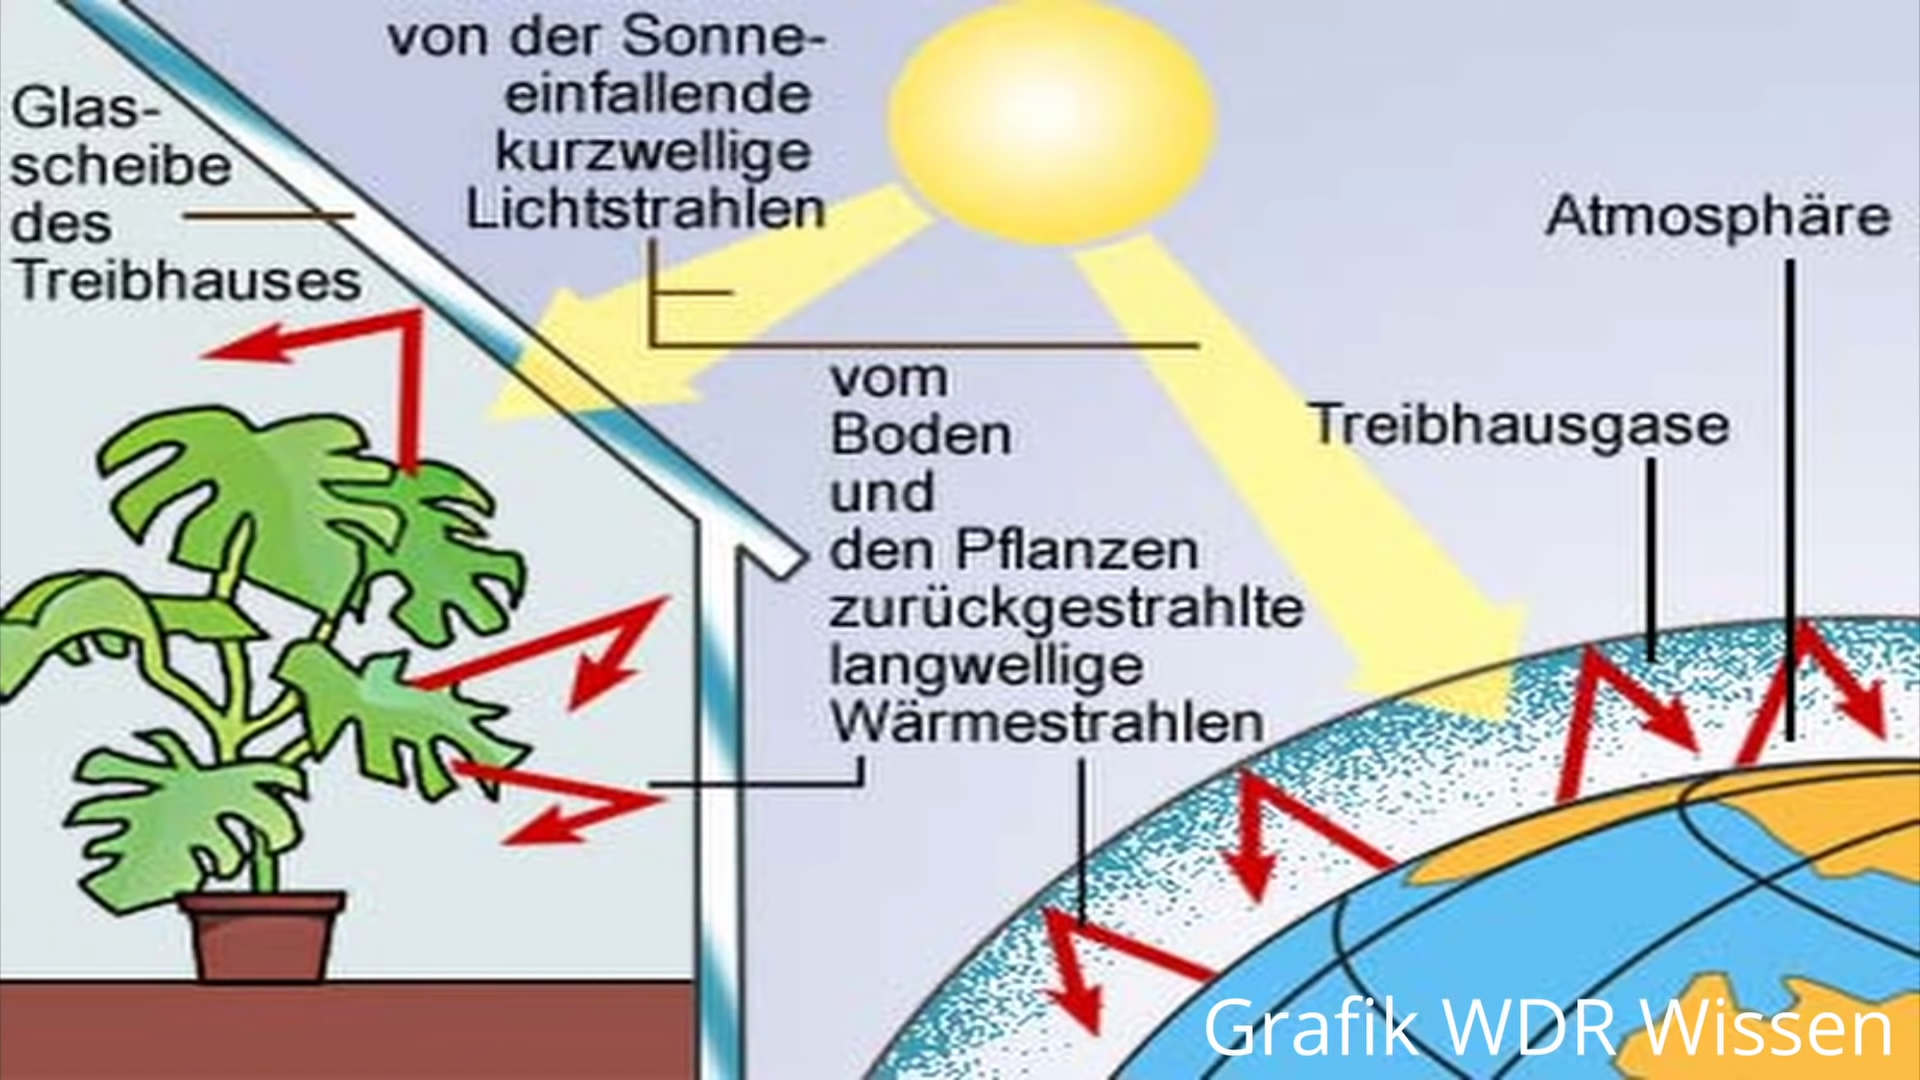 Glas-
scheibe
des
Treibhauses
von der Sonne-
einfallende
kurzwellige
Lichtstrahlen
vom
Boden
und
den Pflanzen
zurückgestrahlte
langwellige
Wärmestrahlen
Treibhausgase
Atmosphäre
Grafik WDR Wissen